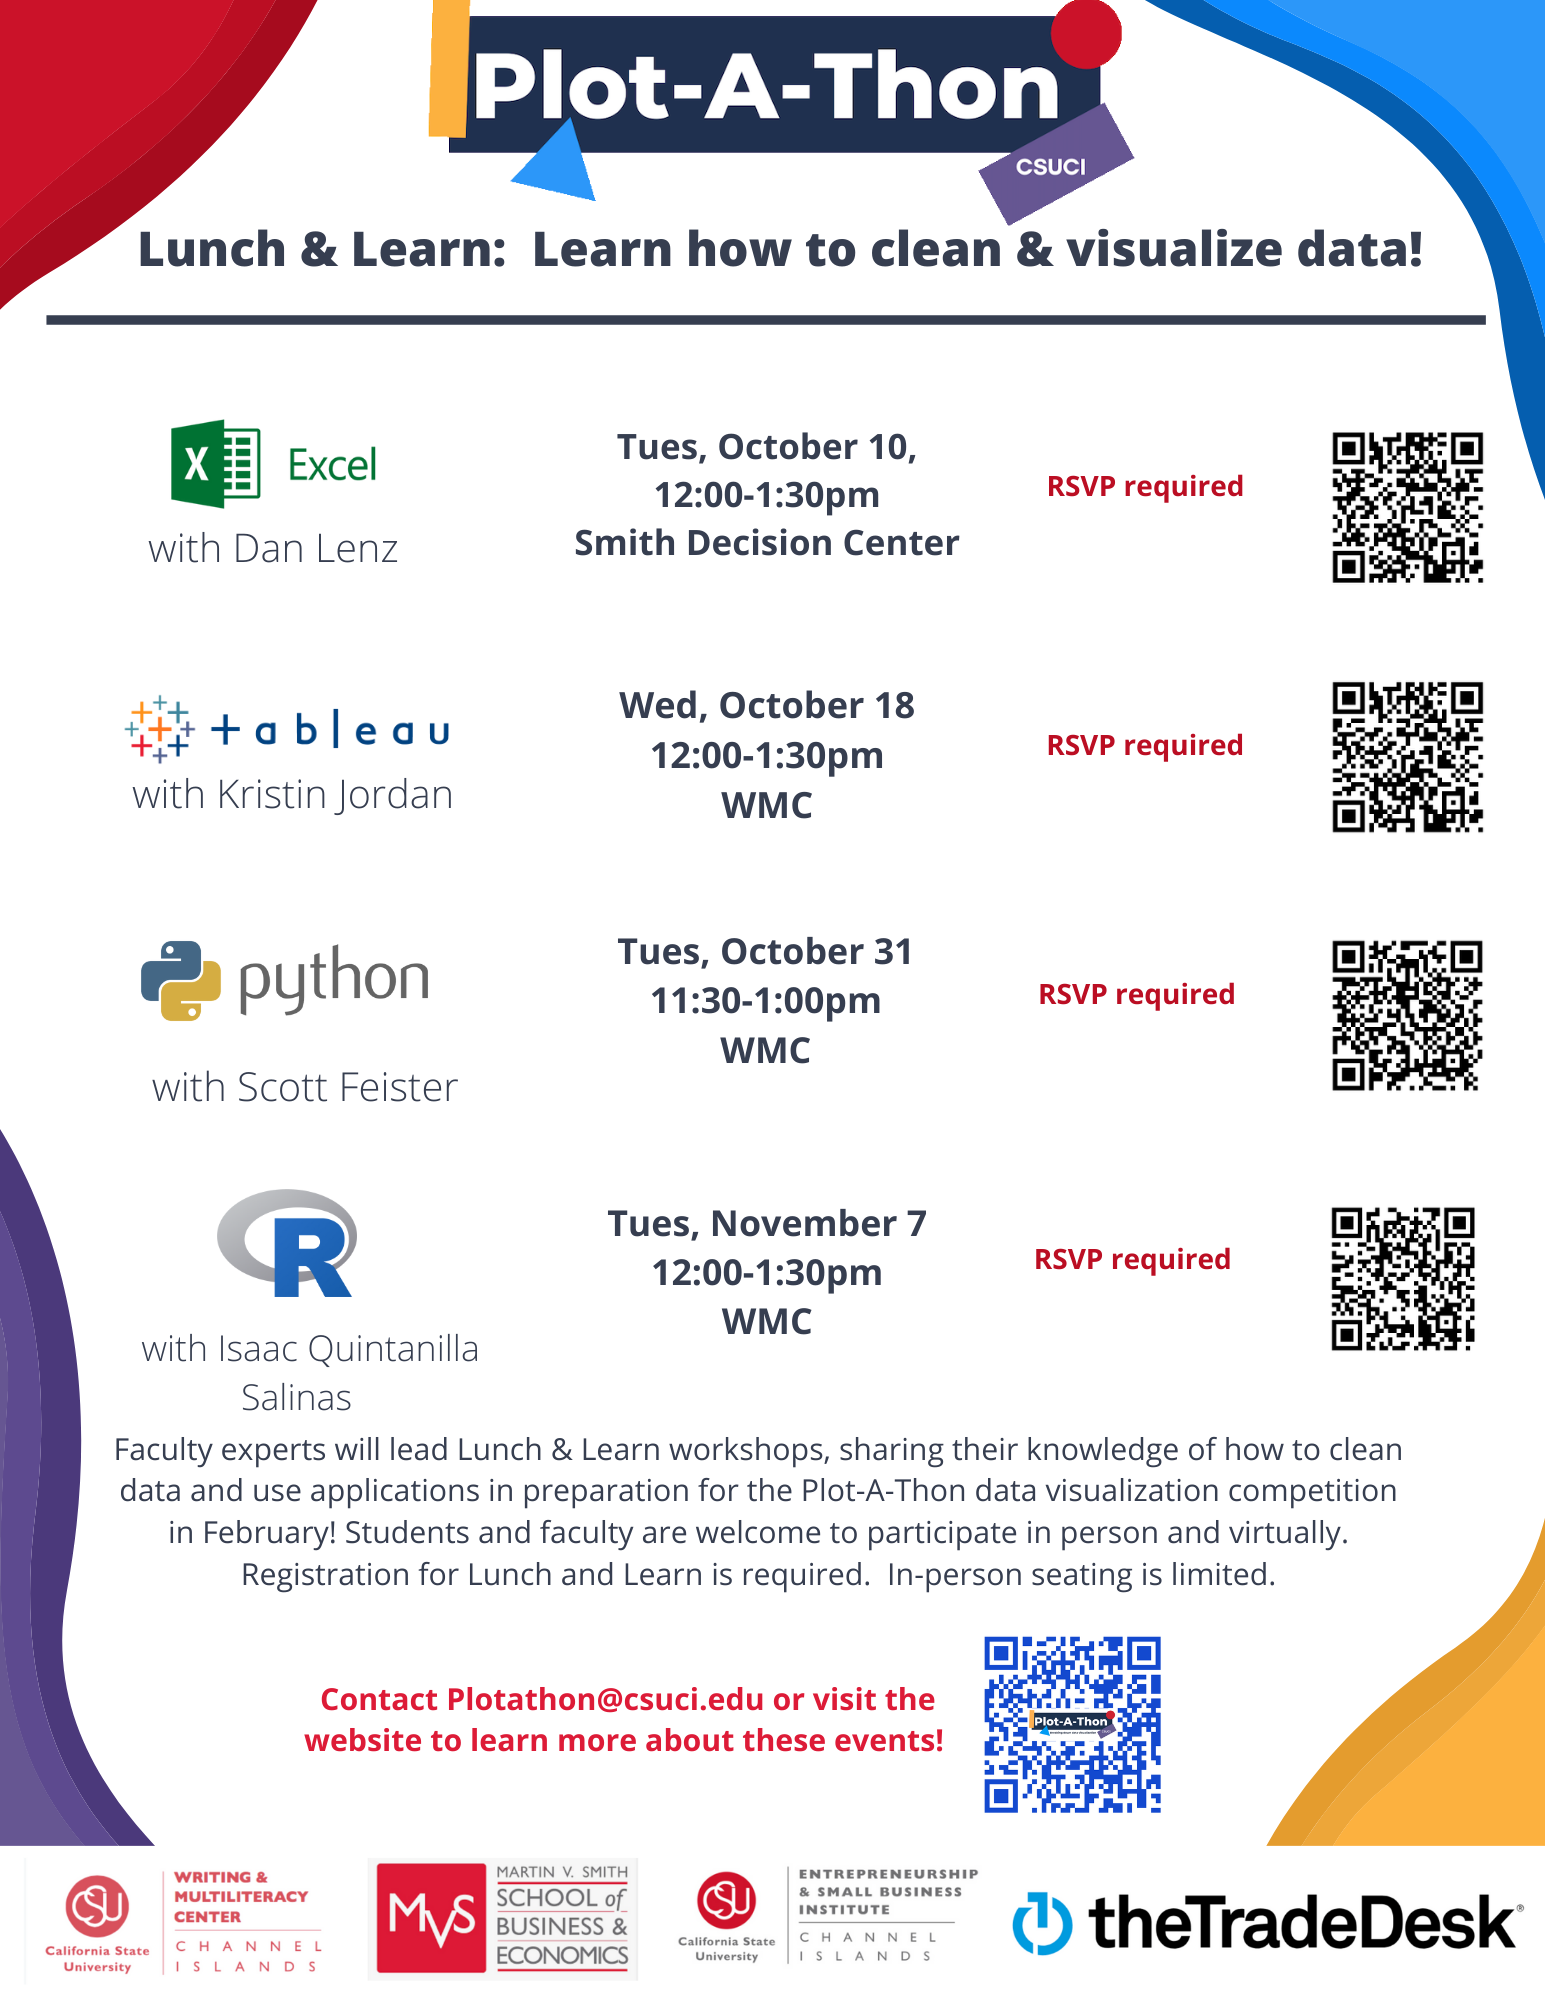 Plot-A-Thon
CSUCI
Lunch & Learn:  Learn how to clean & visualize data!
Excel
with Dan Lenz
Tues, October 10,
12:00-1:30pm
Smith Decision Center
RSVP required
+ableau
with Kristin Jordan
Wed, October 18
12:00-1:30pm
WMC
RSVP required
python
with Scott Feister
Tues, October 31
11:30-1:00pm
WMC
RSVP required
R
with Isaac Quintanilla
Salinas
Tues, November 7
12:00-1:30pm
WMC
RSVP required
Faculty experts will lead Lunch & Learn workshops, sharing their knowledge of how to clean
data and use applications in preparation for the Plot-A-Thon data visualization competition
in February! Students and faculty are welcome to participate in person and virtually.
Registration for Lunch and Learn is required.  In-person seating is limited.
Contact Plotathon@csuci.edu or visit the
website to learn more about these events!
Plot-A-Thon
CSU
California State
University
WRITING &
MULTILITERACY
CENTER
CHANNEL
ISLANDS
MVS
MARTIN V. SMITH
SCHOOL of
BUSINESS &
ECONOMICS
CSU
California State
University
ENTREPRENEURSHIP
& SMALL BUSINESS
INSTITUTE
CHANNEL
ISLANDS
theTradeDesk®